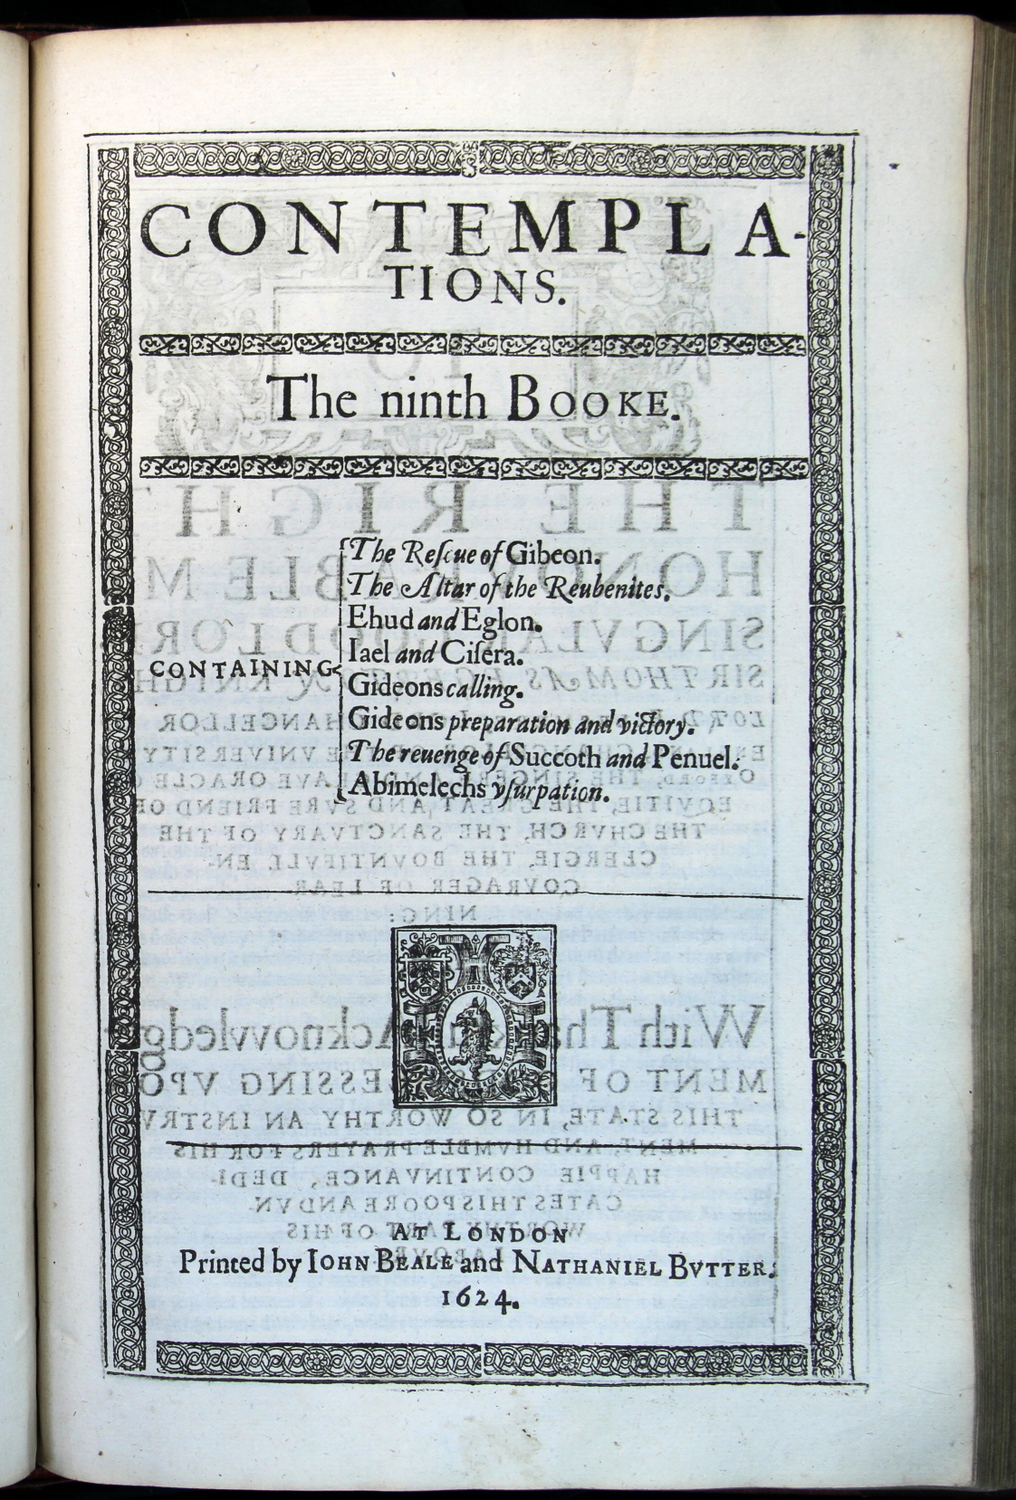 CONTEMPLA-
TIONS.
The ninth BOOKE.
CONTAINING
The Reſcue of Gibeon.
The Altar of the Reubenites.
Ehud and Eglon.
Iael and Ciſera.
Gideons calling.
Gideons preparation and victory.
The reuenge of Succoth and Penuel.
Abimelechs vſurpation.
AT LONDON
Printed by IOHN BEALE and NATHANIEL BVTTER.
1624.